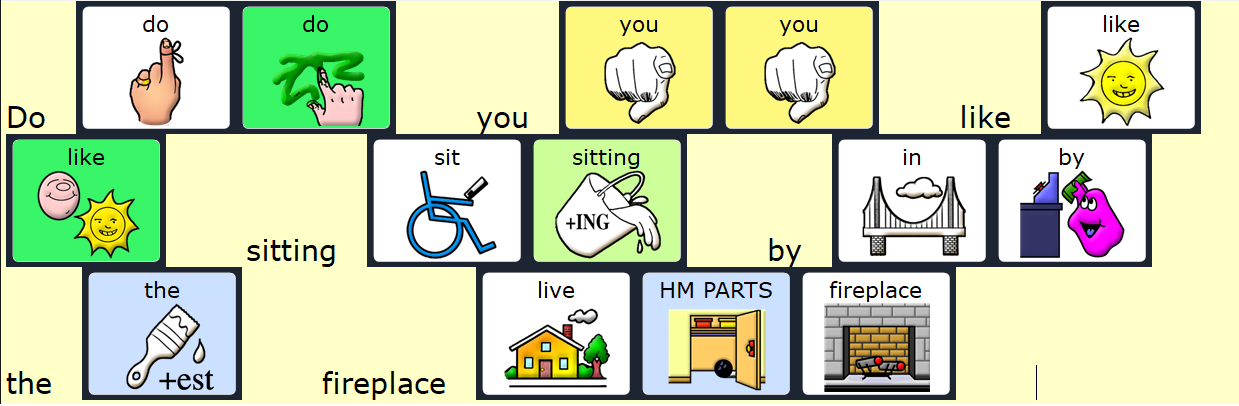 Do do do you you you like like
like sitting sit sitting +ING by in by
the the +est fireplace live HM PARTS fireplace